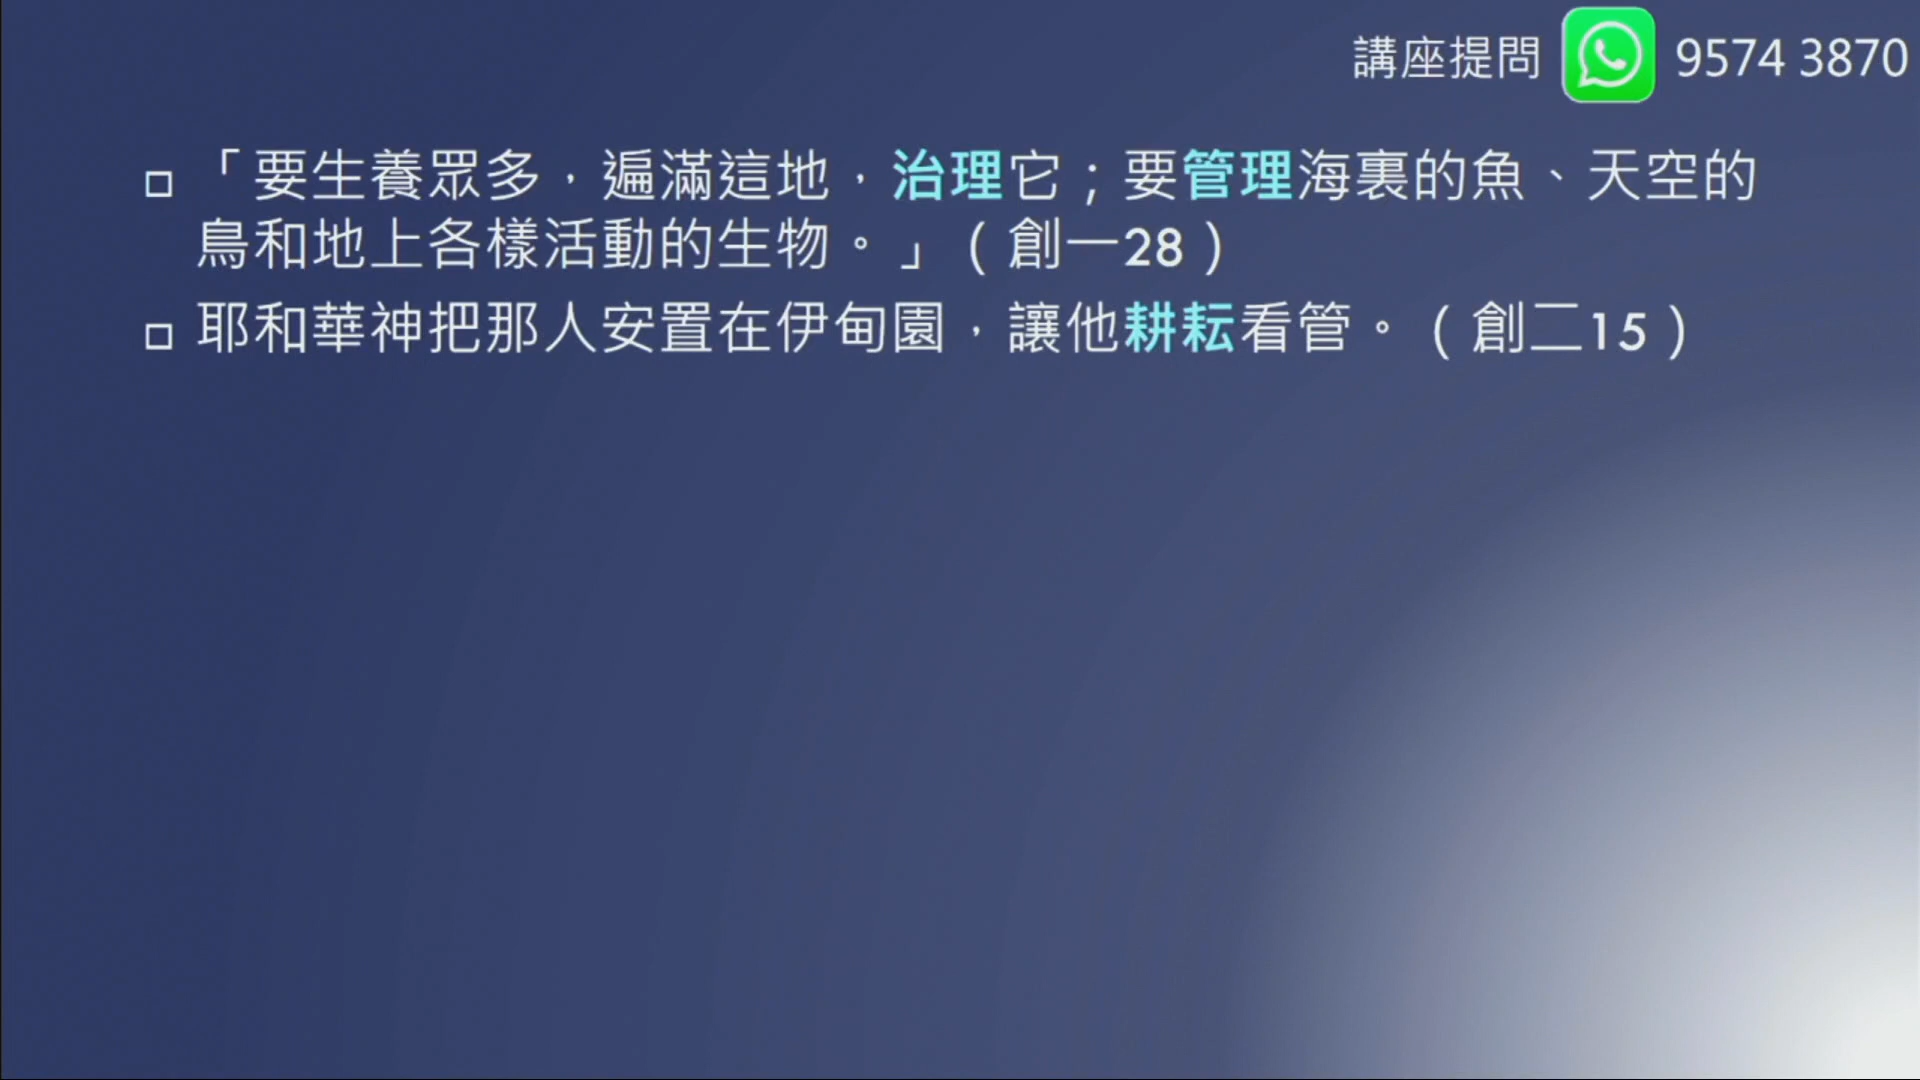 講座提問 9574 3870
「要生養眾多，遍滿這地，治理它；要管理海裏的魚、天空的
鳥和地上各樣活動的生物。」（創一28）
耶和華神把那人安置在伊甸園，讓他耕耘看管。（創二15）